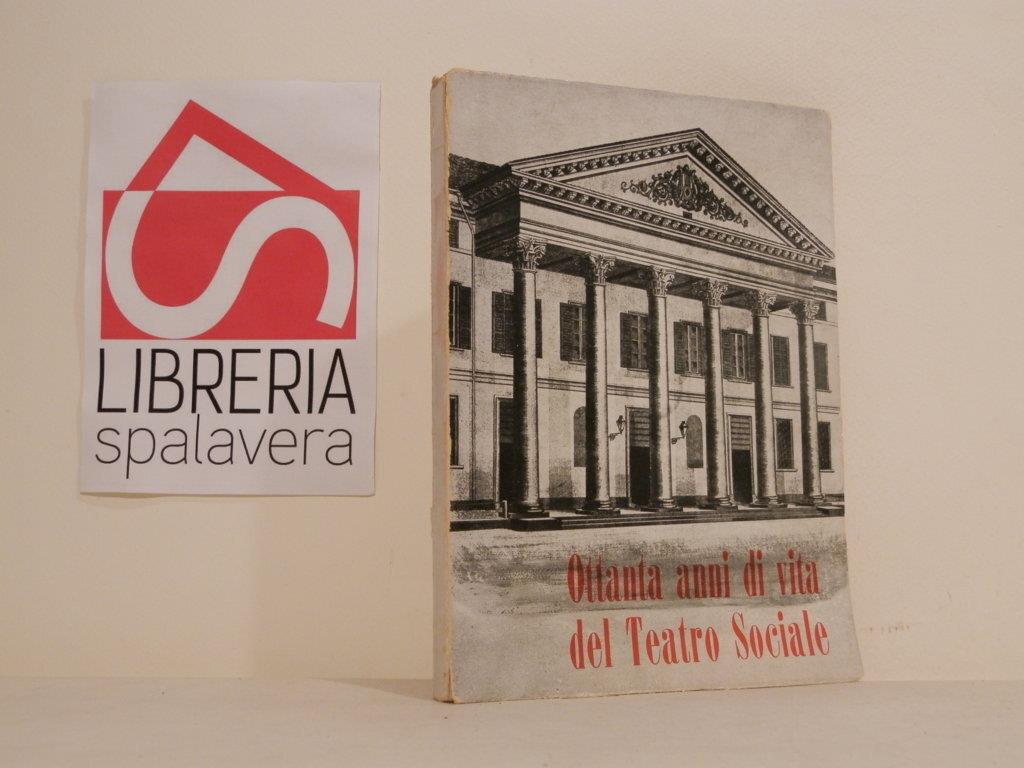 LIBRERIA
spalavera
Ottanta anni di vita
del Teatro Sociale